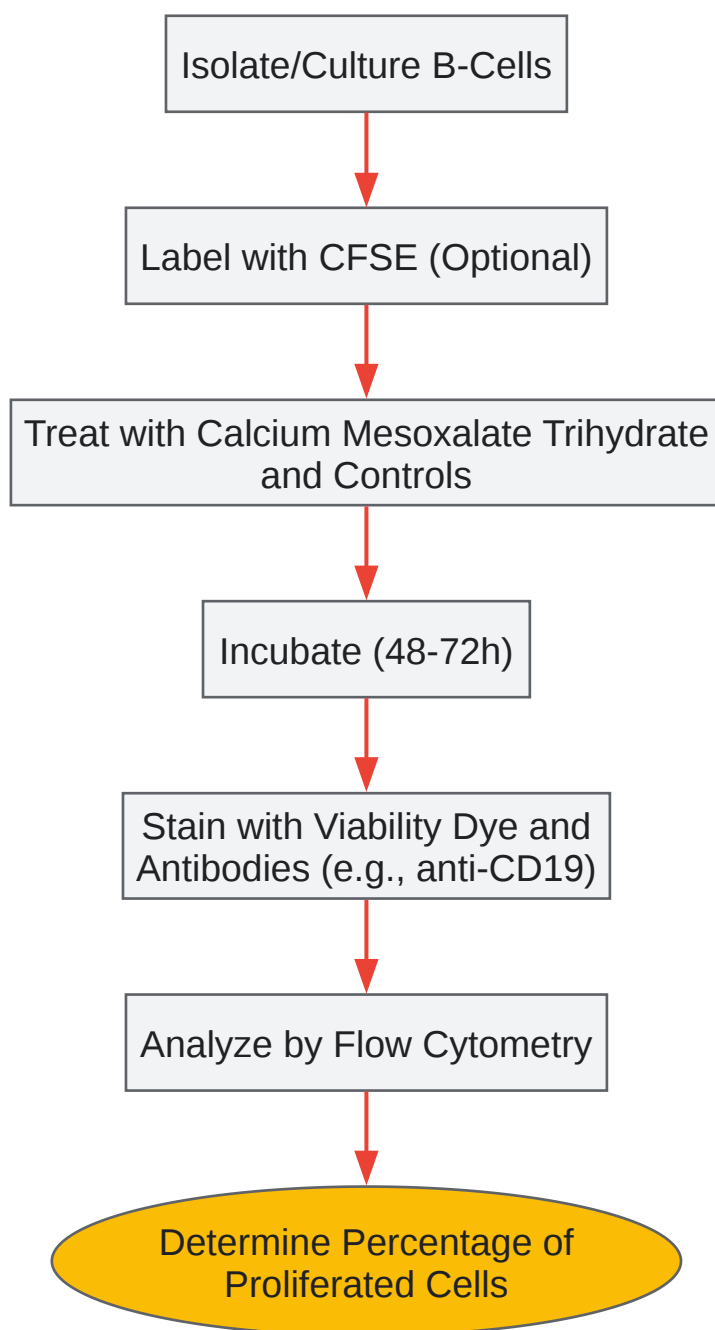 Isolate/Culture B-Cells
Label with CFSE (Optional)
Treat with Calcium Mesoxalate Trihydrate
and Controls
Incubate (48-72h)
Stain with Viability Dye and
Antibodies (e.g., anti-CD19)
Analyze by Flow Cytometry
Determine Percentage of
Proliferated Cells